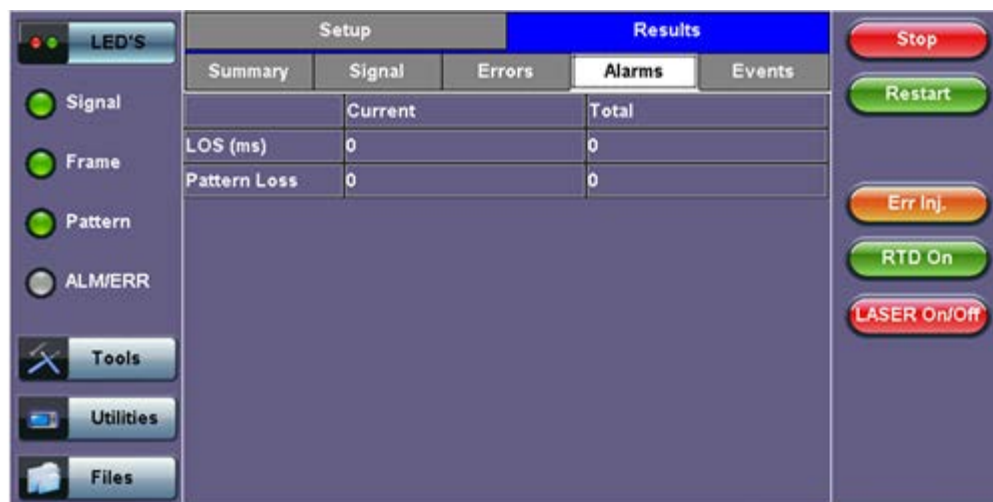 LED'S
Signal
Frame
Pattern
ALM/ERR
Tools
Utilities
Files
Setup Results
Summary Signal Errors Alarms Events
Current Total
LOS (ms) 0 0
Pattern Loss 0 0
Stop
Restart
Err Inj.
RTD On
LASER On/Off